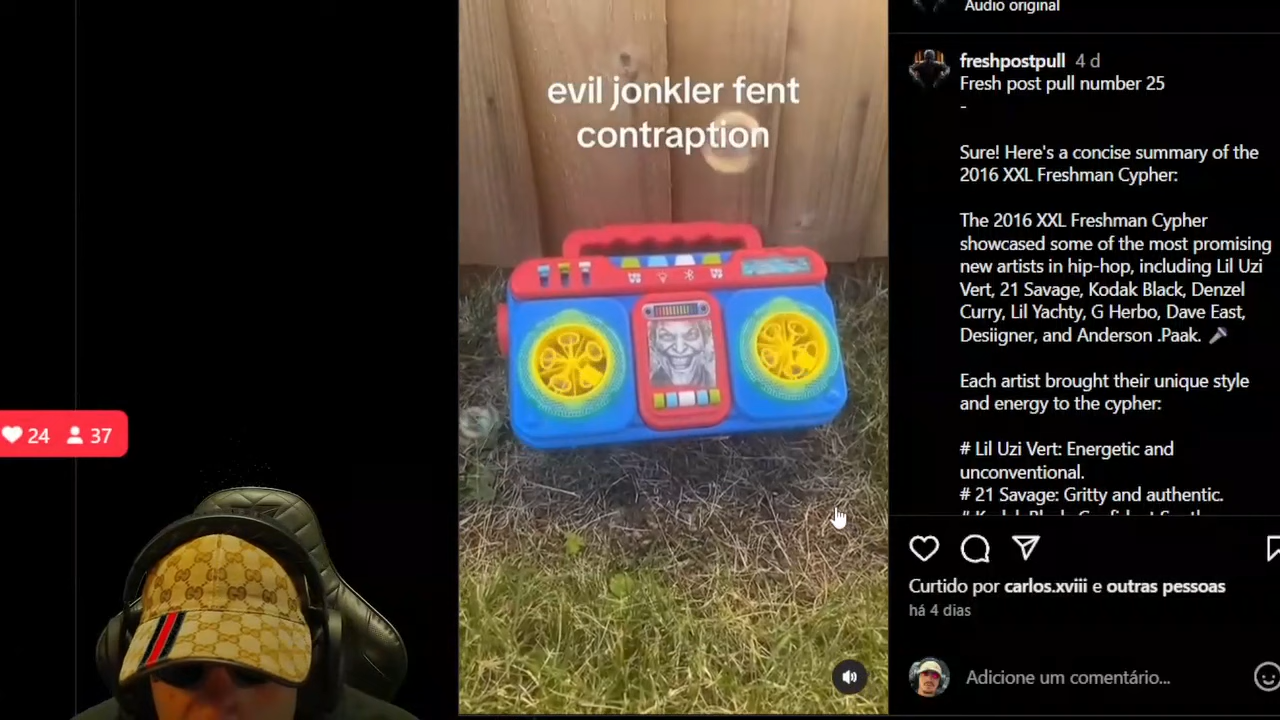 evil jonkler fent
contraption
24 37
Audio original
freshpostpull 4 d
Fresh post pull number 25
-
Sure! Here's a concise summary of the
2016 XXL Freshman Cypher:
The 2016 XXL Freshman Cypher
showcased some of the most promising
new artists in hip-hop, including Lil Uzi
Vert, 21 Savage, Kodak Black, Denzel
Curry, Lil Yachty, G Herbo, Dave East,
Desiigner, and Anderson .Paak. 🎤
Each artist brought their unique style
and energy to the cypher:
# Lil Uzi Vert: Energetic and
unconventional.
# 21 Savage: Gritty and authentic.
Curtido por carlos.xviii e outras pessoas
há 4 dias
Adicione um comentário...